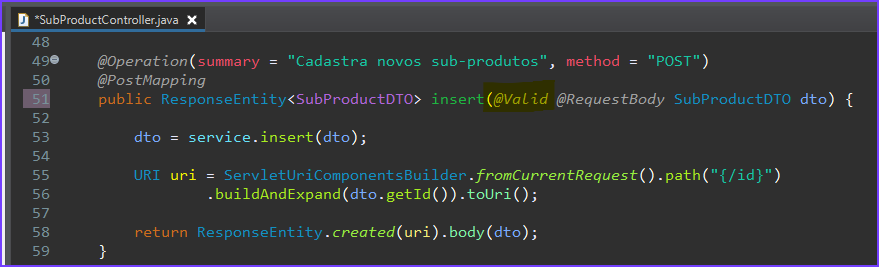 *SubProductController.java
48
49 @Operation(summary = "Cadastra novos sub-produtos", method = "POST")
50 @PostMapping
51 public ResponseEntity<SubProductDTO> insert(@Valid @RequestBody SubProductDTO dto) {
52
53 dto = service.insert(dto);
54
55 URI uri = ServletUriComponentsBuilder.fromCurrentRequest().path("{/id}")
56 .buildAndExpand(dto.getId()).toUri();
57
58 return ResponseEntity.created(uri).body(dto);
59 }